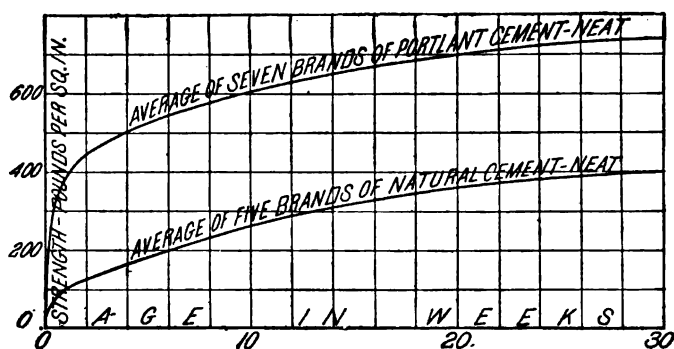 STRENGTH-POUNDS PER SQ.IN.
600
400
200
0
AVERAGE OF SEVEN BRANDS OF PORTLANT CEMENT-NEAT
AVERAGE OF FIVE BRANDS OF NATURAL CEMENT-NEAT
AGE IN WEEKS
0 10 20. 30